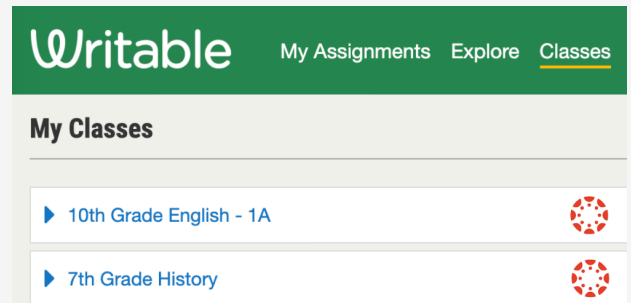 Writable My Assignments Explore Classes
My Classes
10th Grade English - 1A
7th Grade History